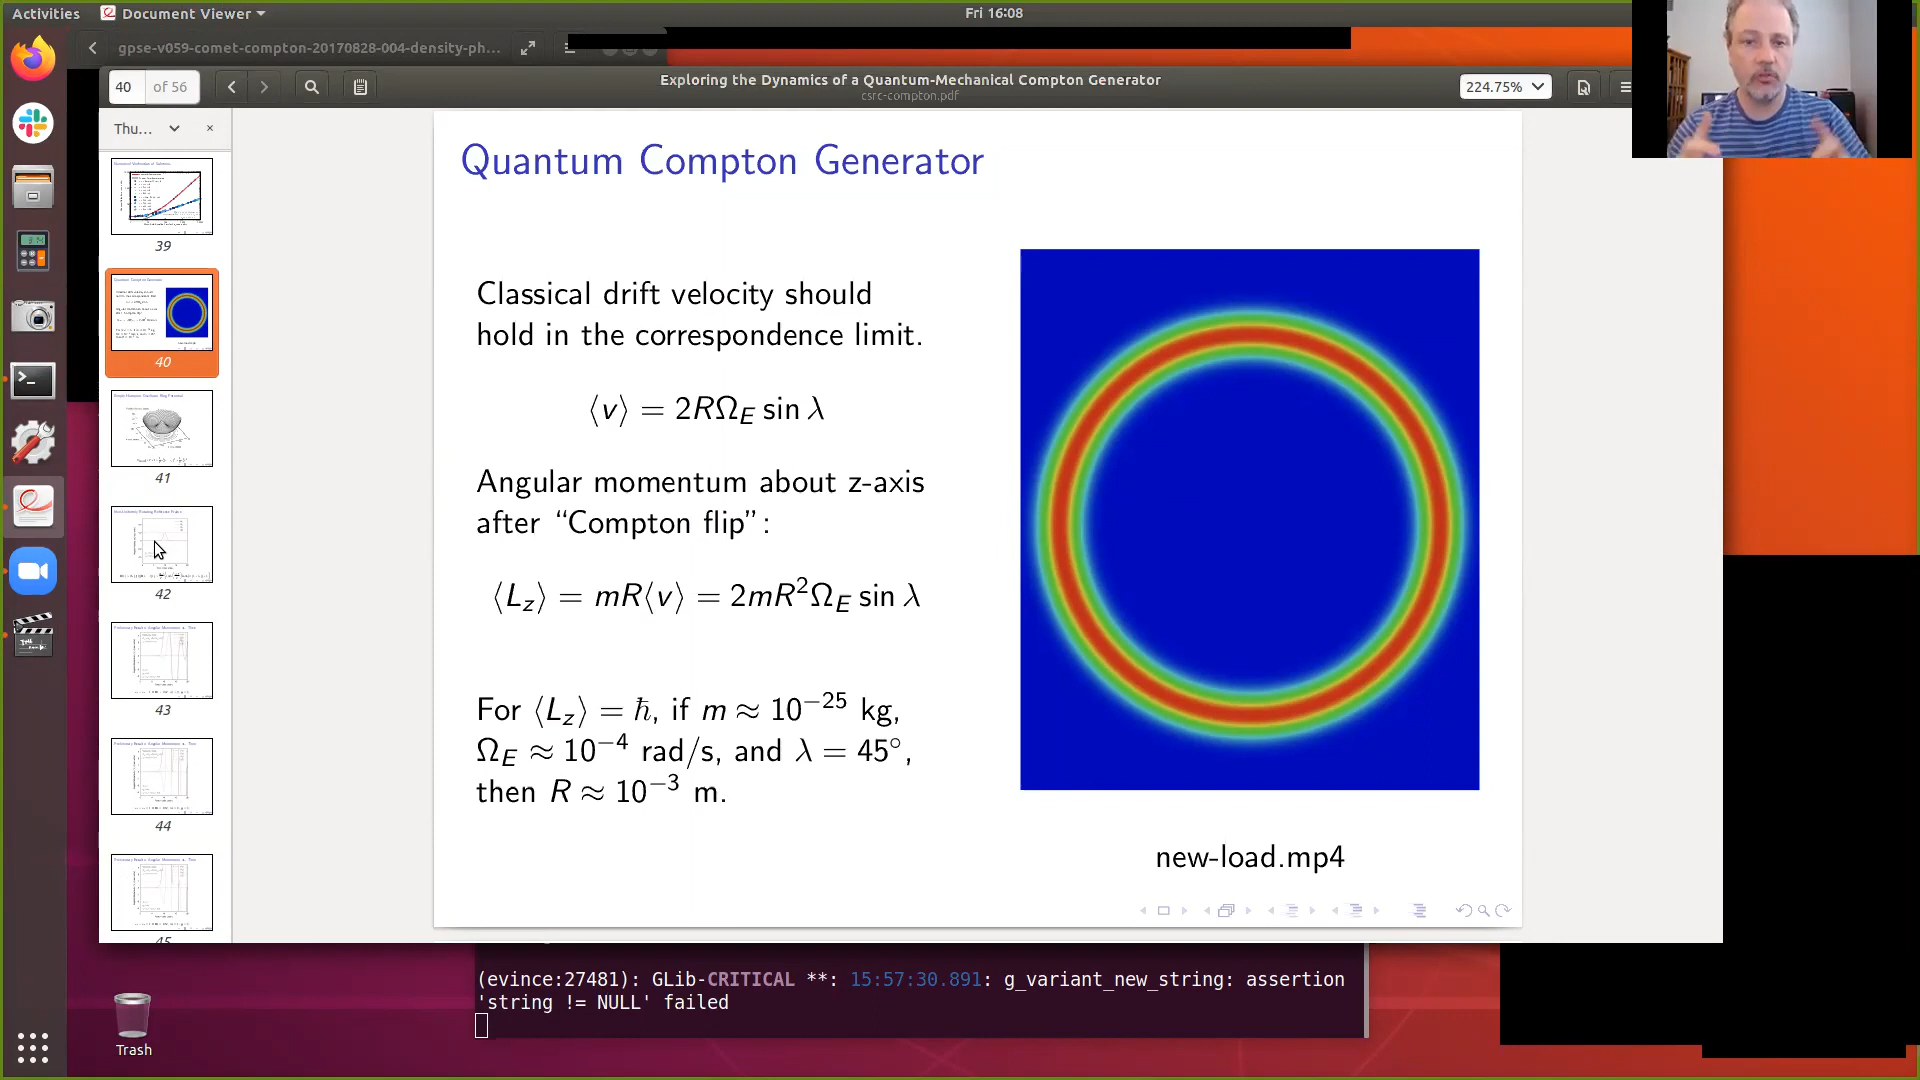 Activities
Document Viewer
Fri 16:08
gpse-v059-comet-compton-20170828-004-density-ph...
40 of 56
Exploring the Dynamics of a Quantum-Mechanical Compton Generator
csrc-compton.pdf
224.75%
Thu...
39
40
41
42
43
44
45
Quantum Compton Generator
Classical drift velocity should
hold in the correspondence limit.
⟨v⟩ = 2RΩ_E sin λ
Angular momentum about z-axis
after “Compton flip”:
⟨L_z⟩ = mR⟨v⟩ = 2mR²Ω_E sin λ
For ⟨L_z⟩ = ℏ, if m ≈ 10⁻²⁵ kg,
Ω_E ≈ 10⁻⁴ rad/s, and λ = 45°,
then R ≈ 10⁻³ m.
new-load.mp4
(evince:27481): GLib-CRITICAL **: 15:57:30.891: g_variant_new_string: assertion
'string != NULL' failed
Trash